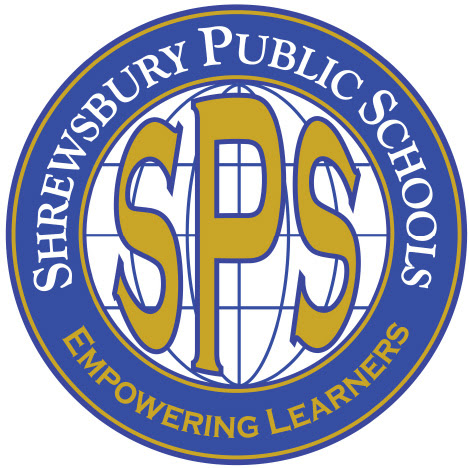 SHREWSBURY PUBLIC SCHOOLS
SPS
EMPOWERING LEARNERS